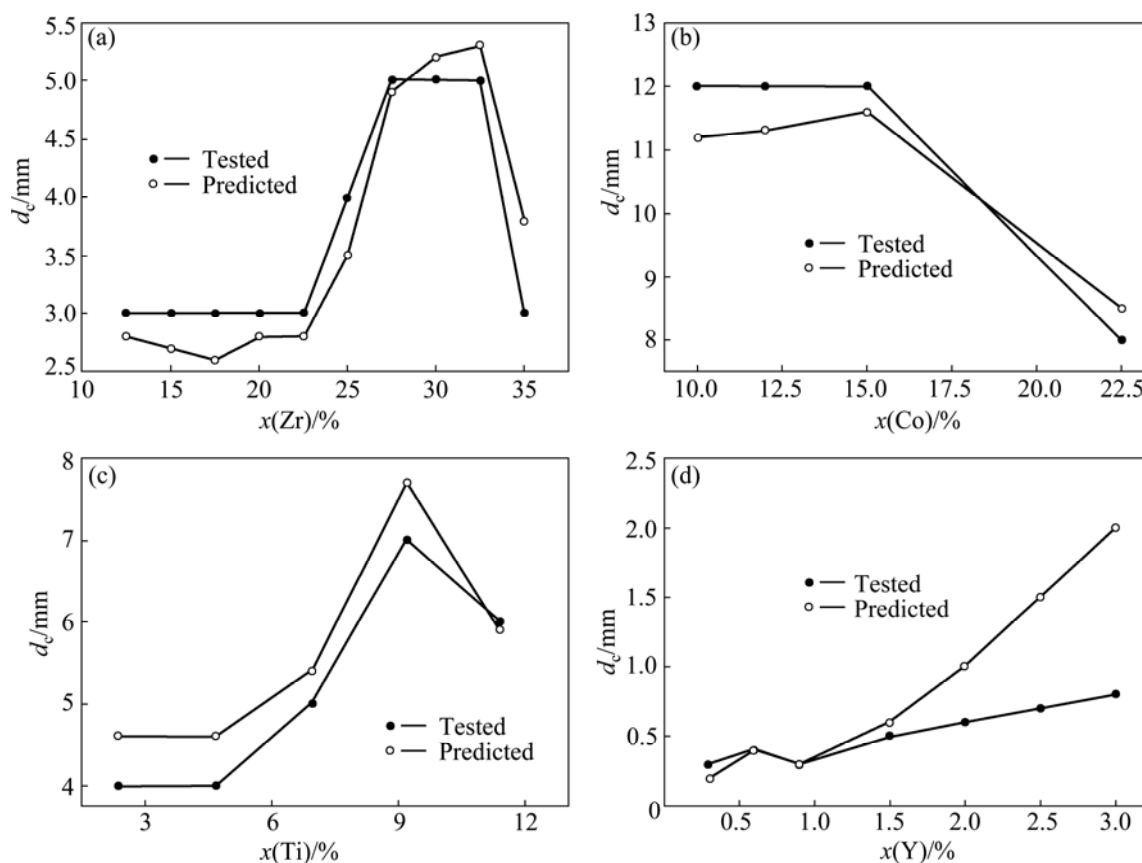 (a)
5.5
5.0
4.5
4.0
3.5
3.0
2.5
d_c/mm
Tested
Predicted
10 15 20 25 30 35
x(Zr)/%
(b)
13
12
11
10
9
8
d_c/mm
Tested
Predicted
10.0 12.5 15.0 17.5 20.0 22.5
x(Co)/%
(c)
8
7
6
5
4
d_c/mm
Tested
Predicted
3 6 9 12
x(Ti)/%
(d)
2.5
2.0
1.5
1.0
0.5
0
d_c/mm
Tested
Predicted
0.5 1.0 1.5 2.0 2.5 3.0
x(Y)/%